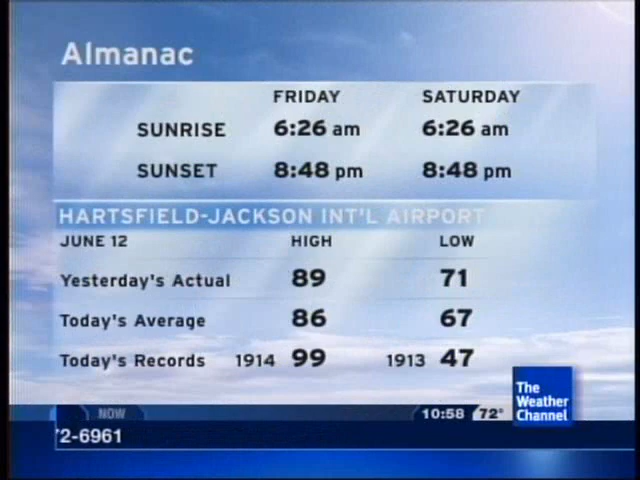 Almanac
FRIDAY SATURDAY
SUNRISE 6:26 am 6:26 am
SUNSET 8:48 pm 8:48 pm
HARTSFIELD-JACKSON INT'L AIRPORT
JUNE 12 HIGH LOW
Yesterday's Actual 89 71
Today's Average 86 67
Today's Records 1914 99 1913 47
NOW 10:58 72°
The
Weather
Channel
2-6961